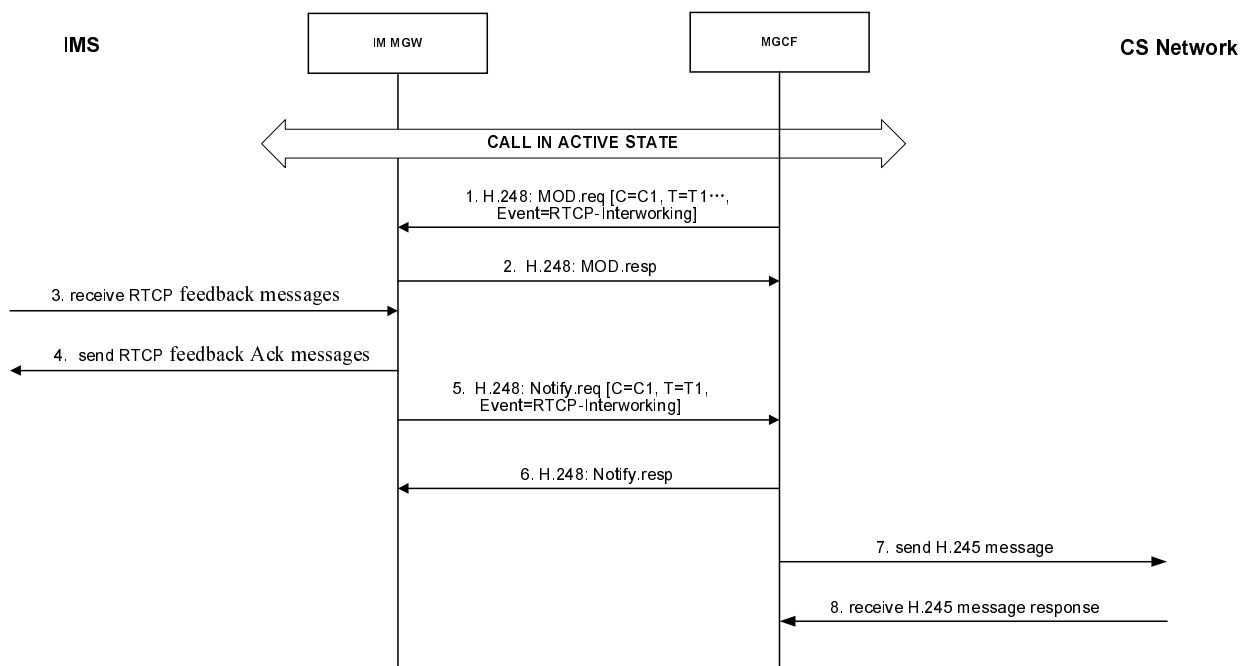 IMS
IM MGW
MGCF
CS Network
CALL IN ACTIVE STATE
1. H.248: MOD.req [C=C1, T=T1⋯,
Event=RTCP-Interworking]
2. H.248: MOD.resp
3. receive RTCP feedback messages
4. send RTCP feedback Ack messages
5. H.248: Notify.req [C=C1, T=T1,
Event=RTCP-Interworking]
6. H.248: Notify.resp
7. send H.245 message
8. receive H.245 message response